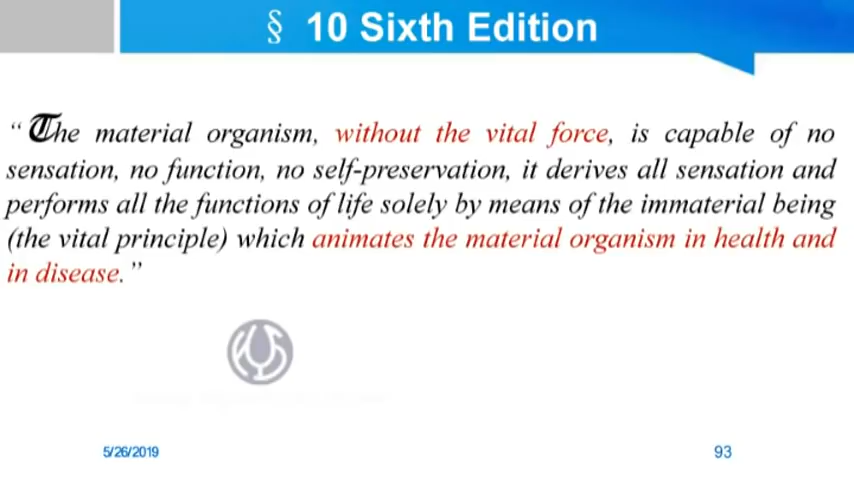 § 10 Sixth Edition
“The material organism, without the vital force, is capable of no
sensation, no function, no self-preservation, it derives all sensation and
performs all the functions of life solely by means of the immaterial being
(the vital principle) which animates the material organism in health and
in disease.”
5/26/2019
93